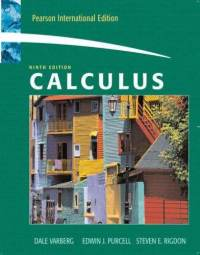 Pearson International Edition
NINTH EDITION
CALCULUS
DALE VARBERG EDWIN J. PURCELL STEVEN E. RIGDON